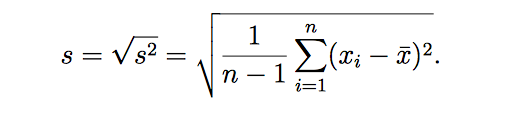 s = √s² = √(1/(n − 1) ∑_{i=1}^{n} (x_i − x̄)²).